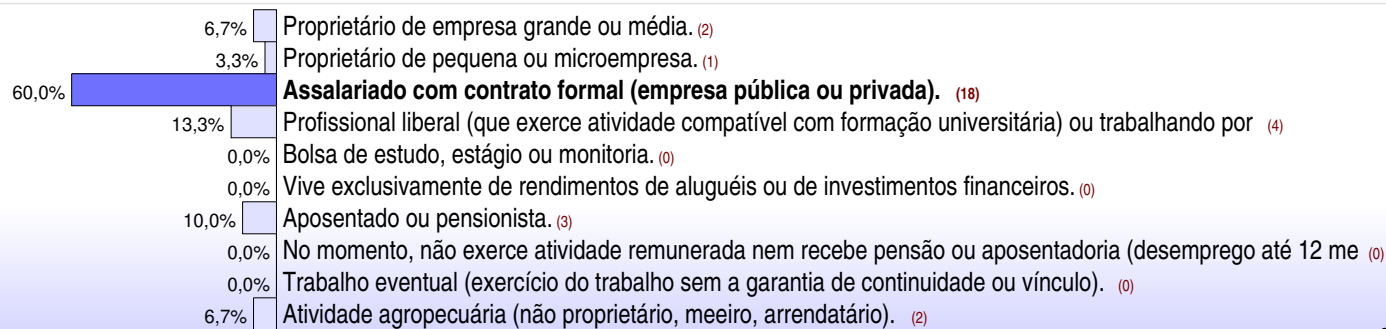 6,7% Proprietário de empresa grande ou média. (2)
3,3% Proprietário de pequena ou microempresa. (1)
60,0% Assalariado com contrato formal (empresa pública ou privada). (18)
13,3% Profissional liberal (que exerce atividade compatível com formação universitária) ou trabalhando por (4)
0,0% Bolsa de estudo, estágio ou monitoria. (0)
0,0% Vive exclusivamente de rendimentos de aluguéis ou de investimentos financeiros. (0)
10,0% Aposentado ou pensionista. (3)
0,0% No momento, não exerce atividade remunerada nem recebe pensão ou aposentadoria (desemprego até 12 me (0)
0,0% Trabalho eventual (exercício do trabalho sem a garantia de continuidade ou vínculo). (0)
6,7% Atividade agropecuária (não proprietário, meeiro, arrendatário). (2)